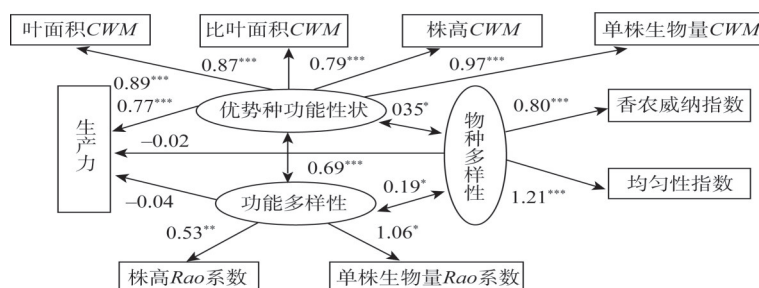 叶面积CWM
比叶面积CWM
株高CWM
单株生物量CWM
0.87***
0.79***
0.97***
0.89***
0.77***
优势种功能性状
035*
0.80***
香农威纳指数
生产力
物种多样性
−0.02
0.69***
0.19*
1.21***
均匀性指数
−0.04
功能多样性
0.53**
1.06*
株高Rao系数
单株生物量Rao系数